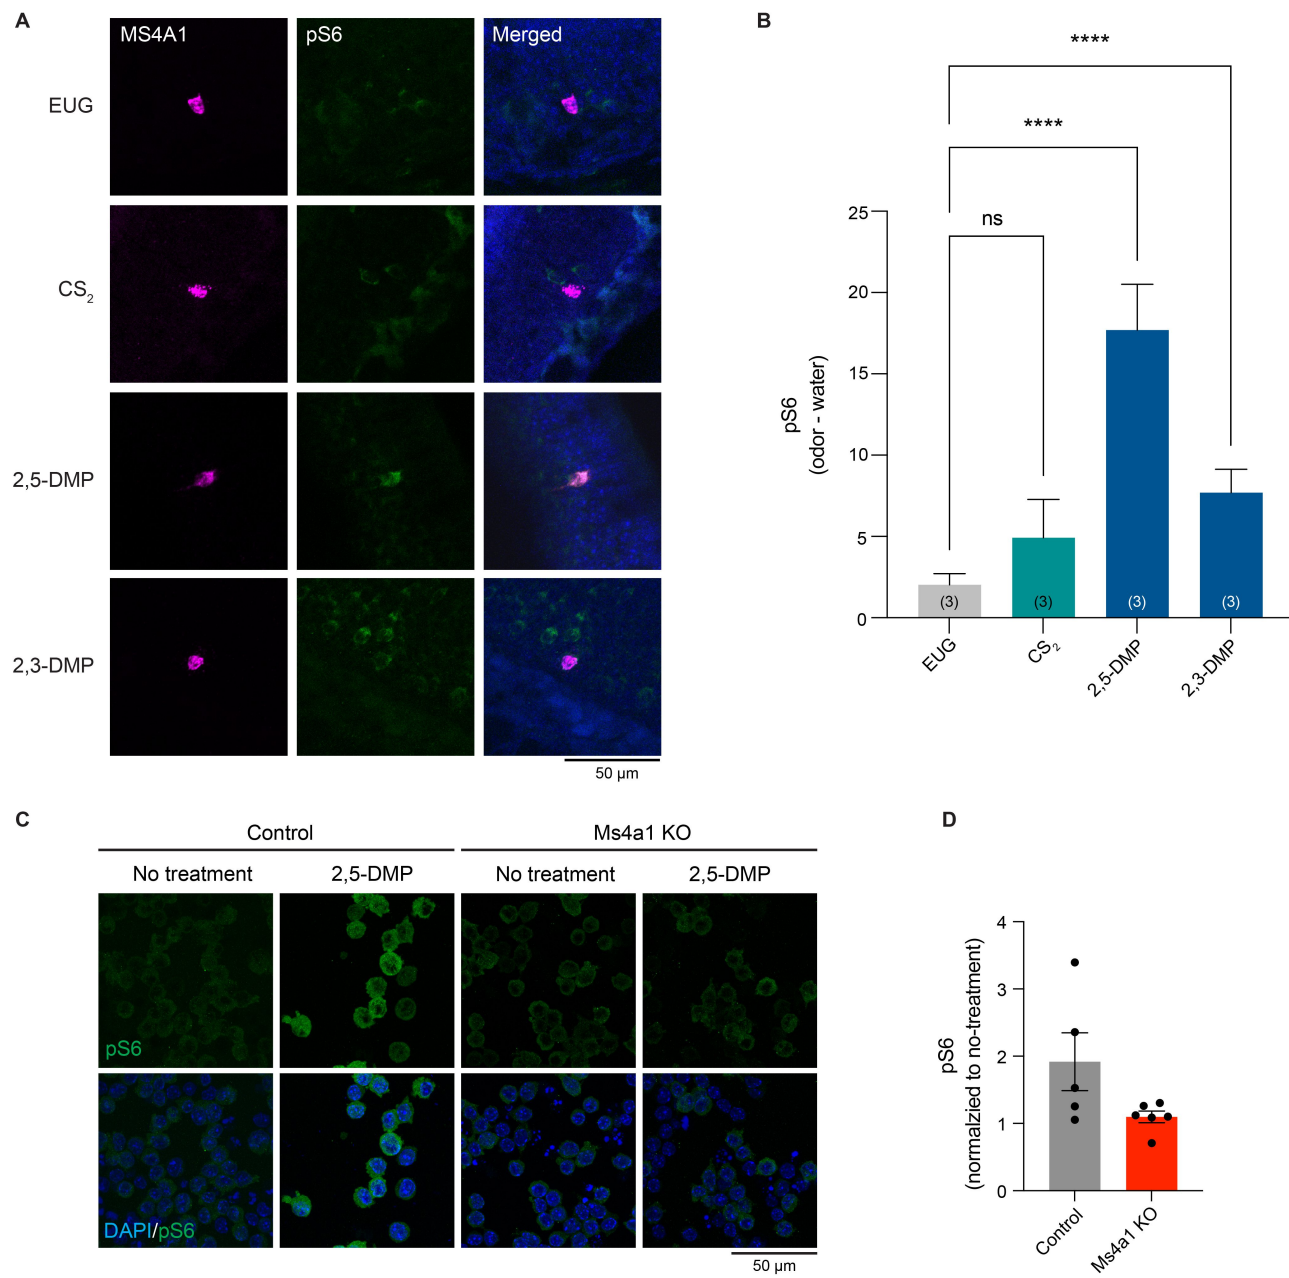 A
MS4A1
pS6
Merged
EUG
CS2
2,5-DMP
2,3-DMP
50 µm
B
****
****
ns
25
20
15
10
5
0
pS6
(odor - water)
(3)
(3)
(3)
(3)
EUG
CS2
2,5-DMP
2,3-DMP
C
Control
Ms4a1 KO
No treatment
2,5-DMP
No treatment
2,5-DMP
pS6
DAPI/pS6
50 µm
D
4
3
2
1
0
pS6
(normalzied to no-treatment)
Control
Ms4a1 KO